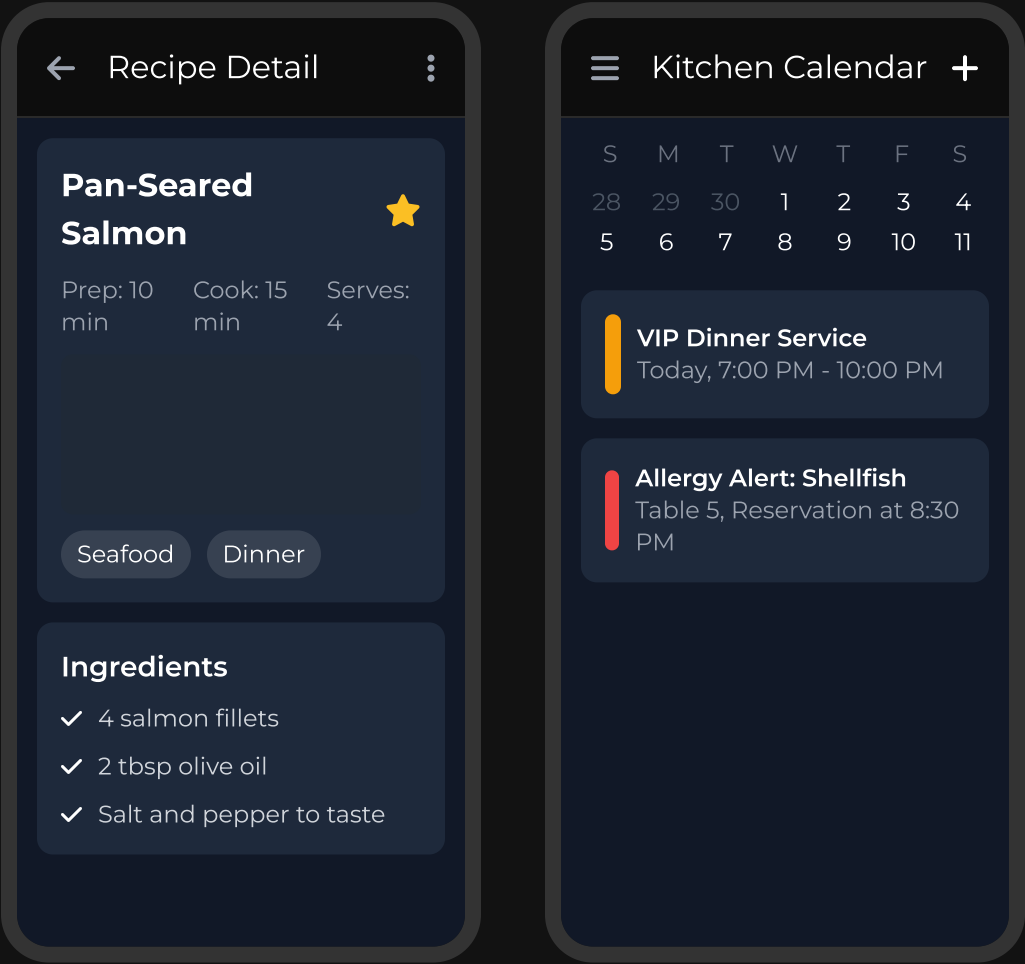 Recipe Detail
Pan-Seared
Salmon
Prep: 10
min
Cook: 15
min
Serves:
4
Seafood
Dinner
Ingredients
4 salmon fillets
2 tbsp olive oil
Salt and pepper to taste
Kitchen Calendar
S M T W T F S
28 29 30 1 2 3 4
5 6 7 8 9 10 11
VIP Dinner Service
Today, 7:00 PM - 10:00 PM
Allergy Alert: Shellfish
Table 5, Reservation at 8:30
PM